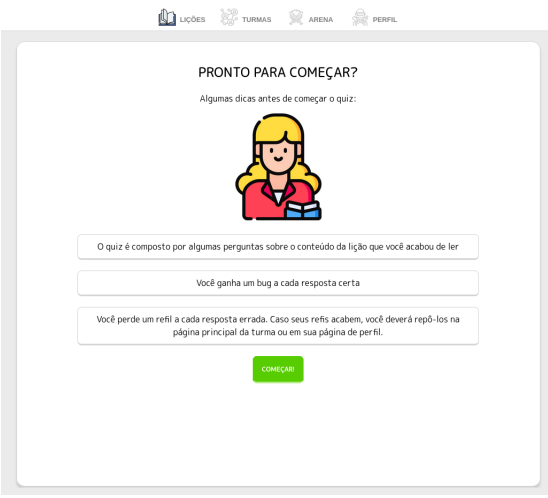 LIÇÕES TURMAS ARENA PERFIL
PRONTO PARA COMEÇAR?
Algumas dicas antes de começar o quiz:
O quiz é composto por algumas perguntas sobre o conteúdo da lição que você acabou de ler
Você ganha um bug a cada resposta certa
Você perde um refil a cada resposta errada. Caso seus refis acabem, você deverá repô-los na
página principal da turma ou em sua página de perfil.
COMEÇAR!